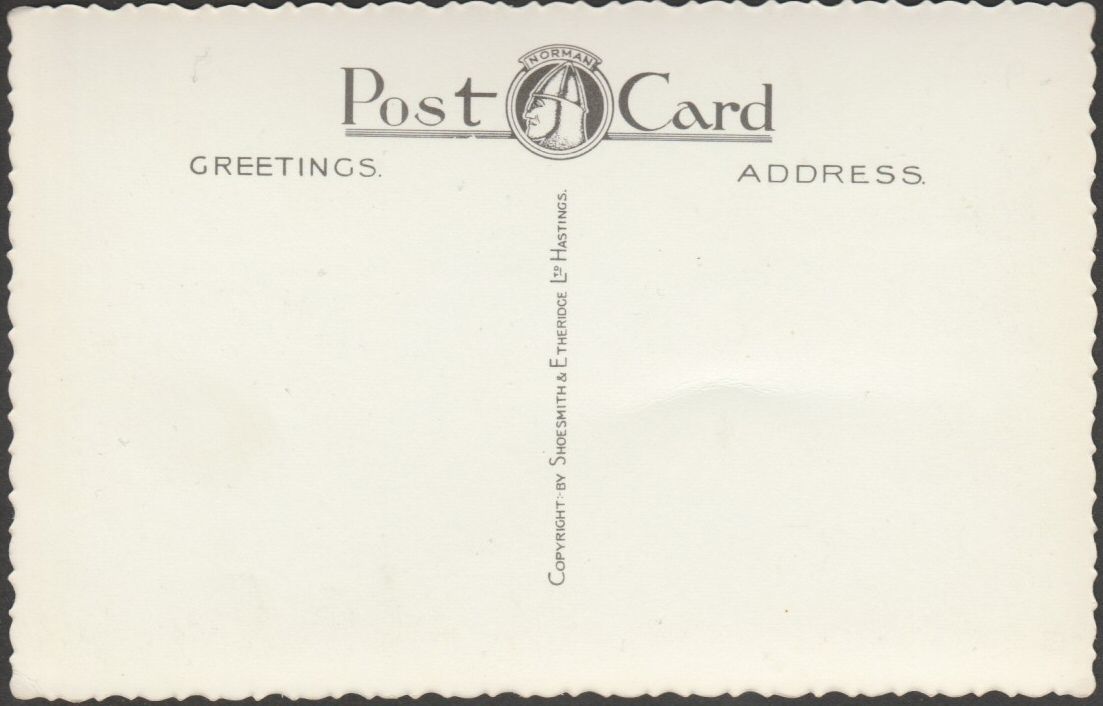 NORMAN
Post Card
GREETINGS.
ADDRESS.
COPYRIGHT:-BY SHOESMITH & ETHERIDGE LTD HASTINGS.